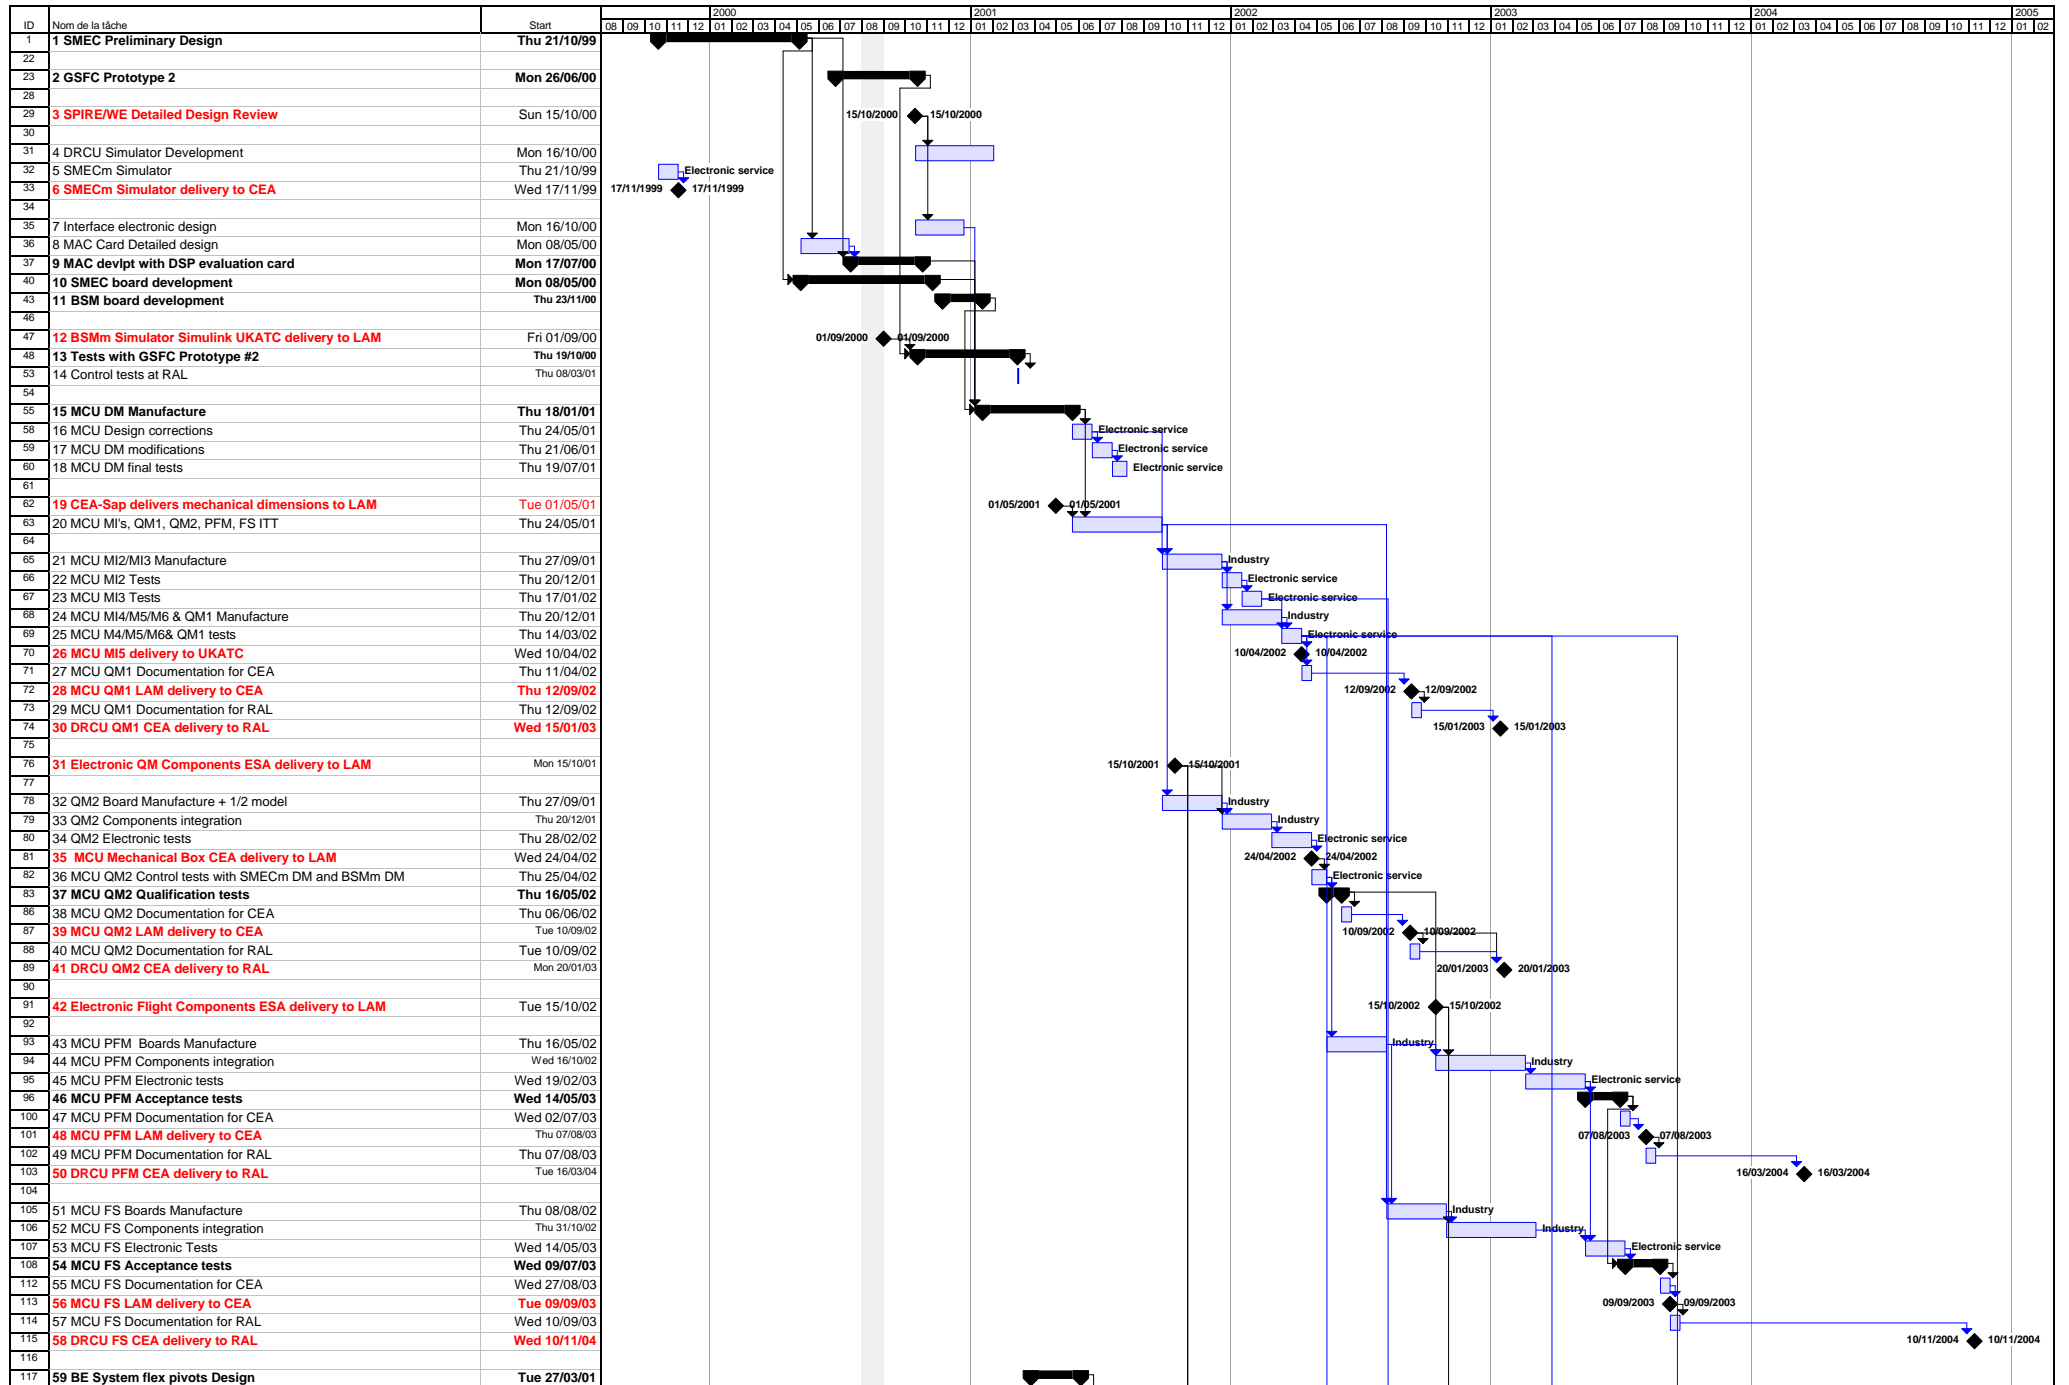 2000 2001 2002 2003 2004 2005
ID Nom de la tâche Start 08 09 10 11 12 01 02 03 04 05 06 07 08 09 10 11 12 01 02 03 04 05 06 07 08 09 10 11 12 01 02 03 04 05 06 07 08 09 10 11 12 01 02 03 04 05 06 07 08 09 10 11 12 01 02 03 04 05 06 07 08 09 10 11 12 01 02
1 1 SMEC Preliminary Design Thu 21/10/99
22
23 2 GSFC Prototype 2 Mon 26/06/00
28
29 3 SPIRE/WE Detailed Design Review Sun 15/10/00 15/10/2000 15/10/2000
30
31 4 DRCU Simulator Development Mon 16/10/00
32 5 SMECm Simulator Thu 21/10/99 Electronic service
33 6 SMECm Simulator delivery to CEA Wed 17/11/99 17/11/1999 17/11/1999
34
35 7 Interface electronic design Mon 16/10/00
36 8 MAC Card Detailed design Mon 08/05/00
37 9 MAC devlpt with DSP evaluation card Mon 17/07/00
40 10 SMEC board development Mon 08/05/00
43 11 BSM board development Thu 23/11/00
46
47 12 BSMm Simulator Simulink UKATC delivery to LAM Fri 01/09/00 01/09/2000 01/09/2000
48 13 Tests with GSFC Prototype #2 Thu 19/10/00
53 14 Control tests at RAL Thu 08/03/01
54
55 15 MCU DM Manufacture Thu 18/01/01
58 16 MCU Design corrections Thu 24/05/01 Electronic service
59 17 MCU DM modifications Thu 21/06/01 Electronic service
60 18 MCU DM final tests Thu 19/07/01 Electronic service
61
62 19 CEA-Sap delivers mechanical dimensions to LAM Tue 01/05/01 01/05/2001 01/05/2001
63 20 MCU MI's, QM1, QM2, PFM, FS ITT Thu 24/05/01
64
65 21 MCU MI2/MI3 Manufacture Thu 27/09/01 Industry
66 22 MCU MI2 Tests Thu 20/12/01 Electronic service
67 23 MCU MI3 Tests Thu 17/01/02 Electronic service
68 24 MCU MI4/M5/M6 & QM1 Manufacture Thu 20/12/01 Industry
69 25 MCU M4/M5/M6& QM1 tests Thu 14/03/02 Electronic service
70 26 MCU MI5 delivery to UKATC Wed 10/04/02 10/04/2002 10/04/2002
71 27 MCU QM1 Documentation for CEA Thu 11/04/02
72 28 MCU QM1 LAM delivery to CEA Thu 12/09/02 12/09/2002 12/09/2002
73 29 MCU QM1 Documentation for RAL Thu 12/09/02
74 30 DRCU QM1 CEA delivery to RAL Wed 15/01/03 15/01/2003 15/01/2003
75
76 31 Electronic QM Components ESA delivery to LAM Mon 15/10/01 15/10/2001 15/10/2001
77
78 32 QM2 Board Manufacture + 1/2 model Thu 27/09/01 Industry
79 33 QM2 Components integration Thu 20/12/01 Industry
80 34 QM2 Electronic tests Thu 28/02/02 Electronic service
81 35 MCU Mechanical Box CEA delivery to LAM Wed 24/04/02 24/04/2002 24/04/2002
82 36 MCU QM2 Control tests with SMECm DM and BSMm DM Thu 25/04/02 Electronic service
83 37 MCU QM2 Qualification tests Thu 16/05/02
86 38 MCU QM2 Documentation for CEA Thu 06/06/02
87 39 MCU QM2 LAM delivery to CEA Tue 10/09/02 10/09/2002 10/09/2002
88 40 MCU QM2 Documentation for RAL Tue 10/09/02
89 41 DRCU QM2 CEA delivery to RAL Mon 20/01/03 20/01/2003 20/01/2003
90
91 42 Electronic Flight Components ESA delivery to LAM Tue 15/10/02 15/10/2002 15/10/2002
92
93 43 MCU PFM Boards Manufacture Thu 16/05/02 Industry
94 44 MCU PFM Components integration Wed 16/10/02 Industry
95 45 MCU PFM Electronic tests Wed 19/02/03 Electronic service
96 46 MCU PFM Acceptance tests Wed 14/05/03
100 47 MCU PFM Documentation for CEA Wed 02/07/03
101 48 MCU PFM LAM delivery to CEA Thu 07/08/03 07/08/2003 07/08/2003
102 49 MCU PFM Documentation for RAL Thu 07/08/03
103 50 DRCU PFM CEA delivery to RAL Tue 16/03/04 16/03/2004 16/03/2004
104
105 51 MCU FS Boards Manufacture Thu 08/08/02 Industry
106 52 MCU FS Components integration Thu 31/10/02 Industry
107 53 MCU FS Electronic Tests Wed 14/05/03 Electronic service
108 54 MCU FS Acceptance tests Wed 09/07/03
112 55 MCU FS Documentation for CEA Wed 27/08/03
113 56 MCU FS LAM delivery to CEA Tue 09/09/03 09/09/2003 09/09/2003
114 57 MCU FS Documentation for RAL Wed 10/09/03
115 58 DRCU FS CEA delivery to RAL Wed 10/11/04 10/11/2004 10/11/2004
116
117 59 BE System flex pivots Design Tue 27/03/01